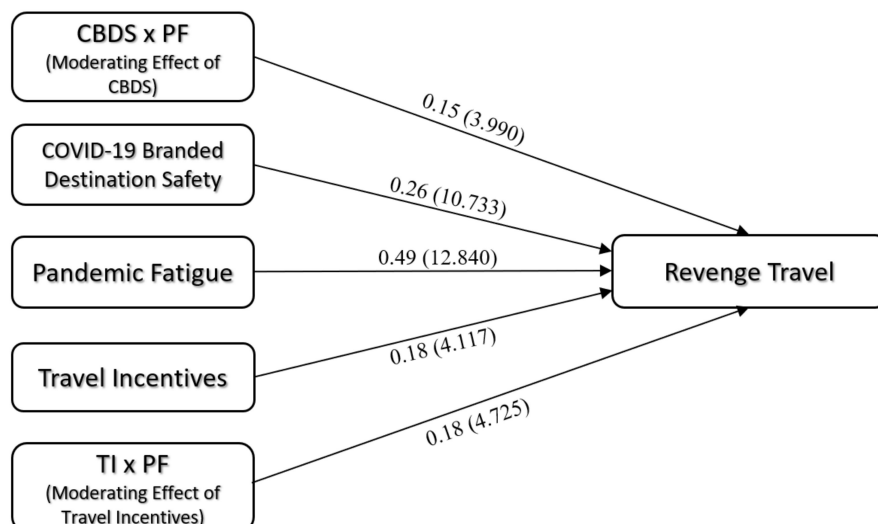 CBDS x PF
(Moderating Effect of
CBDS)
0.15 (3.990)
COVID-19 Branded
Destination Safety
0.26 (10.733)
Pandemic Fatigue
0.49 (12.840)
Revenge Travel
Travel Incentives
0.18 (4.117)
TI x PF
(Moderating Effect of
Travel Incentives)
0.18 (4.725)